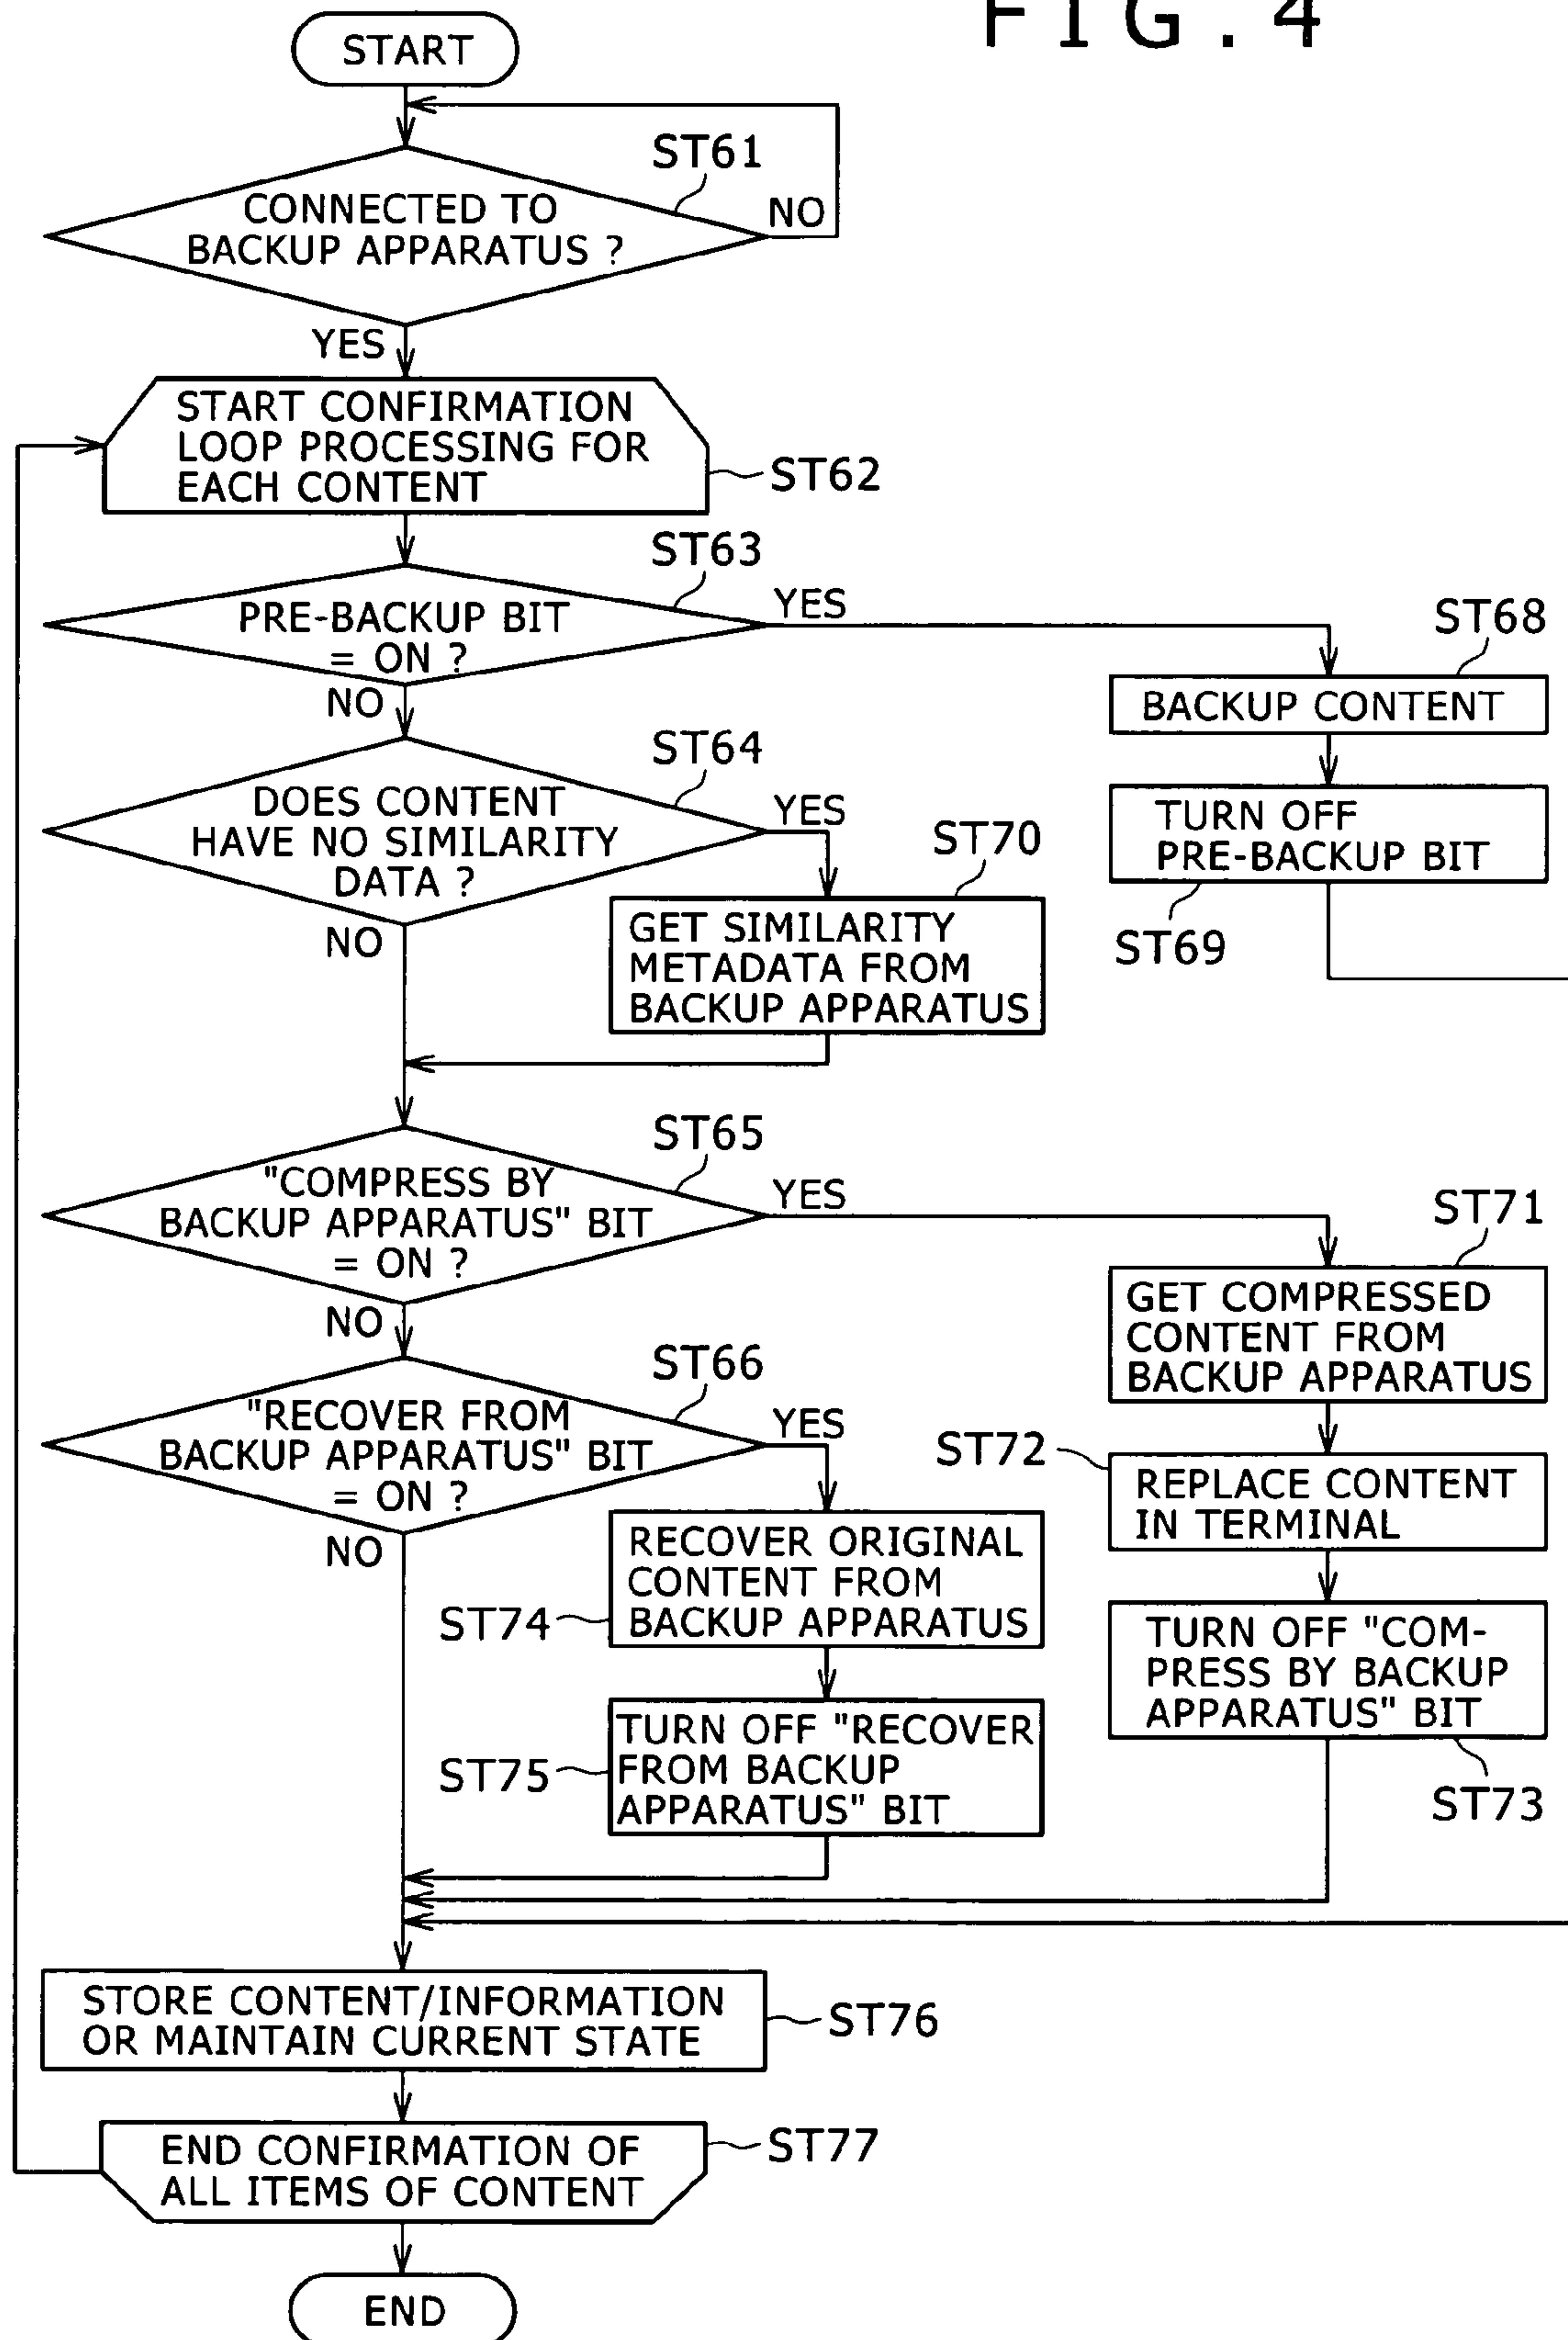 FIG.4
START
ST61
CONNECTED TO
BACKUP APPARATUS ?
NO
YES
START CONFIRMATION
LOOP PROCESSING FOR
EACH CONTENT
ST62
ST63
PRE-BACKUP BIT
= ON ?
YES
NO
ST68
BACKUP CONTENT
TURN OFF
PRE-BACKUP BIT
ST69
ST64
DOES CONTENT
HAVE NO SIMILARITY
DATA ?
YES
NO
ST70
GET SIMILARITY
METADATA FROM
BACKUP APPARATUS
ST65
"COMPRESS BY
BACKUP APPARATUS" BIT
= ON ?
YES
NO
ST71
GET COMPRESSED
CONTENT FROM
BACKUP APPARATUS
ST72
REPLACE CONTENT
IN TERMINAL
TURN OFF "COM-
PRESS BY BACKUP
APPARATUS" BIT
ST73
ST66
"RECOVER FROM
BACKUP APPARATUS" BIT
= ON ?
YES
NO
RECOVER ORIGINAL
CONTENT FROM
BACKUP APPARATUS
ST74
TURN OFF "RECOVER
FROM BACKUP
APPARATUS" BIT
ST75
STORE CONTENT/INFORMATION
OR MAINTAIN CURRENT STATE
ST76
END CONFIRMATION OF
ALL ITEMS OF CONTENT
ST77
END